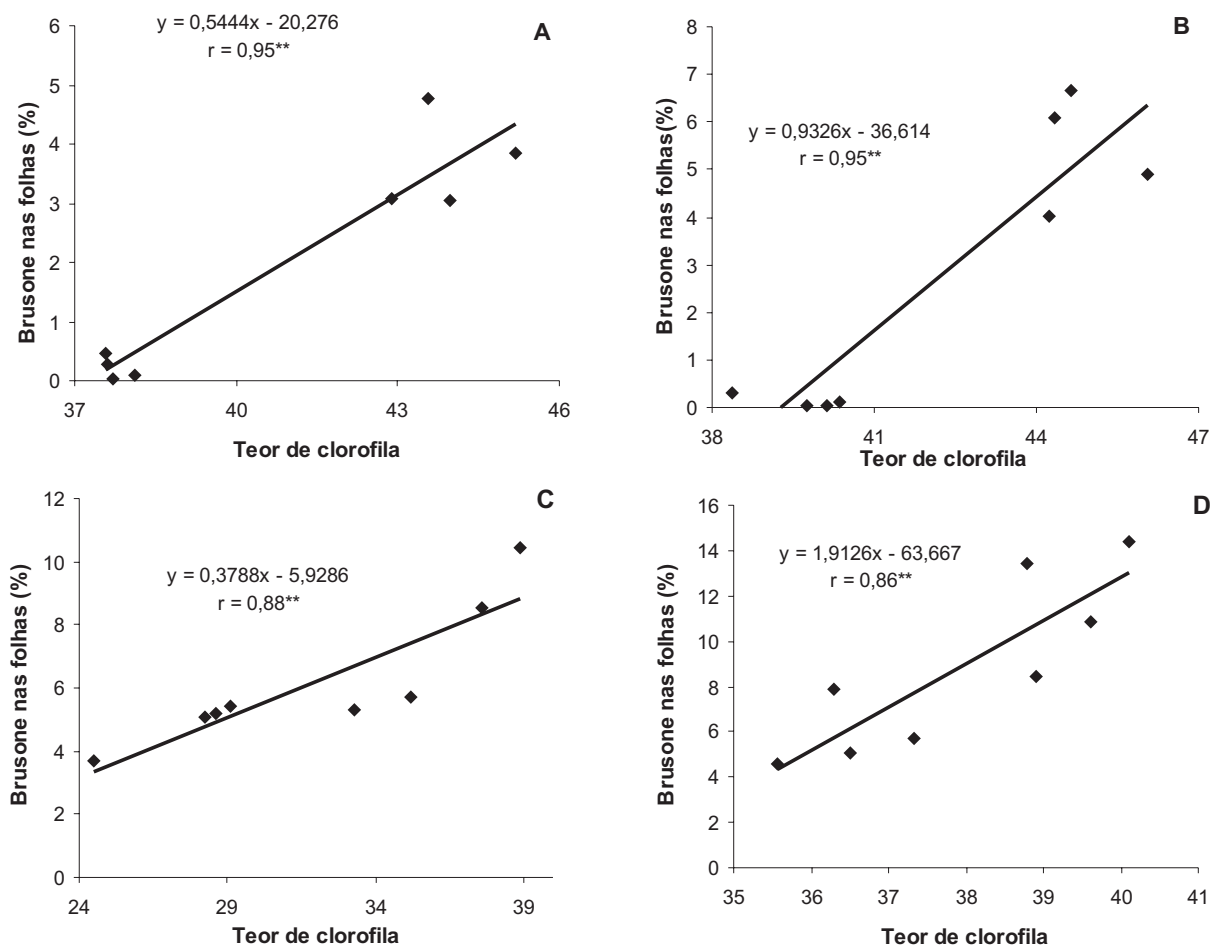 A
y = 0,5444x - 20,276
r = 0,95**
Brusone nas folhas (%)
6
5
4
3
2
1
0
37 40 43 46
Teor de clorofila
B
y = 0,9326x - 36,614
r = 0,95**
Brusone nas folhas(%)
8
7
6
5
4
3
2
1
0
38 41 44 47
Teor de clorofila
C
y = 0,3788x - 5,9286
r = 0,88**
Brusone nas folhas (%)
12
10
8
6
4
2
0
24 29 34 39
Teor de clorofila
D
y = 1,9126x - 63,667
r = 0,86**
Brusone nas folhas (%)
16
14
12
10
8
6
4
2
0
35 36 37 38 39 40 41
Teor de clorofila